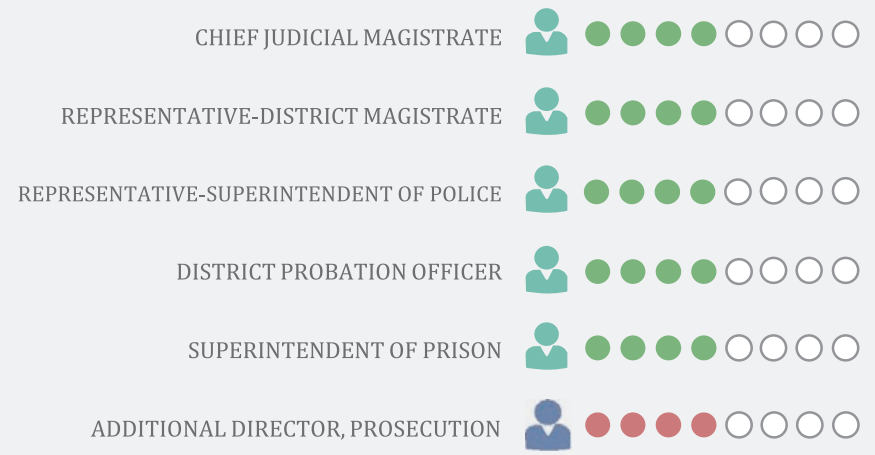 CHIEF JUDICIAL MAGISTRATE
REPRESENTATIVE-DISTRICT MAGISTRATE
REPRESENTATIVE-SUPERINTENDENT OF POLICE
DISTRICT PROBATION OFFICER
SUPERINTENDENT OF PRISON
ADDITIONAL DIRECTOR, PROSECUTION